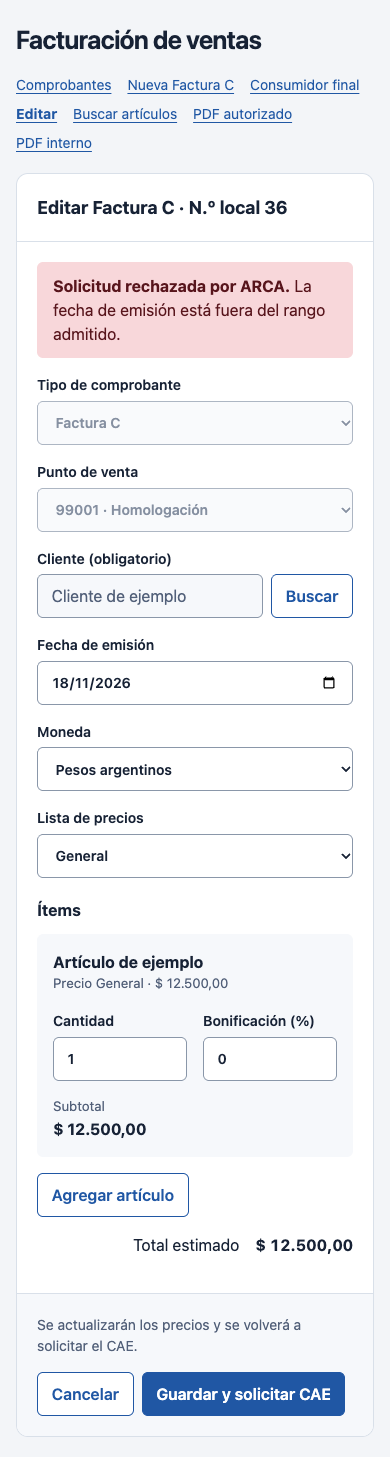 Facturación de ventas
Comprobantes Nueva Factura C Consumidor final
Editar Buscar artículos PDF autorizado
PDF interno
Editar Factura C · N.º local 36
Solicitud rechazada por ARCA. La
fecha de emisión está fuera del rango
admitido.
Tipo de comprobante
Factura C
Punto de venta
99001 · Homologación
Cliente (obligatorio)
Cliente de ejemplo Buscar
Fecha de emisión
18/11/2026
Moneda
Pesos argentinos
Lista de precios
General
Ítems
Artículo de ejemplo
Precio General · $ 12.500,00
Cantidad Bonificación (%)
1 0
Subtotal
$ 12.500,00
Agregar artículo
Total estimado $ 12.500,00
Se actualizarán los precios y se volverá a
solicitar el CAE.
Cancelar Guardar y solicitar CAE